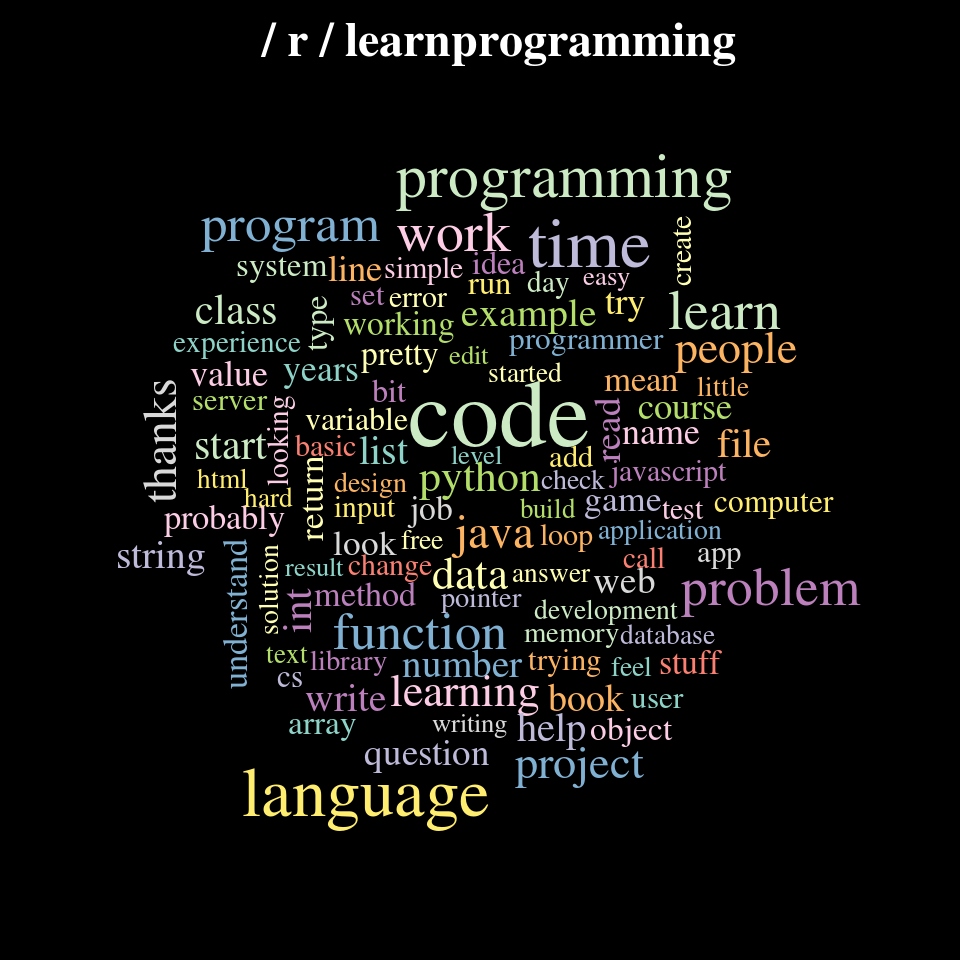 / r / learnprogramming
programming
program
work
time
create
system
line
simple
idea
run
day
easy
set
error
class
type
working
example
try
learn
experience
pretty
edit
programmer
people
value
years
started
mean
little
server
bit
thanks
looking
variable
code
read
course
name
file
start
basic
list
level
add
html
hard
return
design
python
check
javascript
input
job
build
game
test
computer
probably
look
free
java
loop
application
string
understand
solution
result
change
data
answer
web
call
app
problem
int
method
pointer
development
function
memory
database
text
library
number
trying
feel
stuff
cs
write
learning
book
user
array
writing
help
object
question
project
language